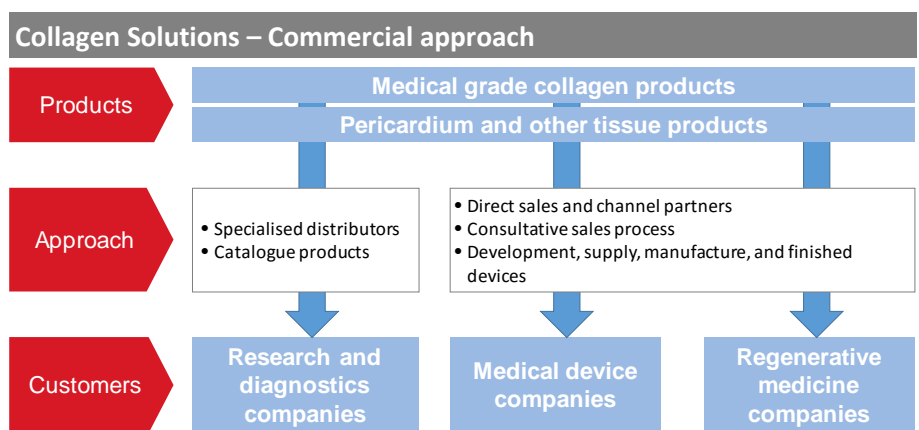 Collagen Solutions – Commercial approach
Products
Medical grade collagen products
Pericardium and other tissue products
Approach
• Specialised distributors
• Catalogue products
• Direct sales and channel partners
• Consultative sales process
• Development, supply, manufacture, and finished
devices
Customers
Research and
diagnostics
companies
Medical device
companies
Regenerative
medicine
companies